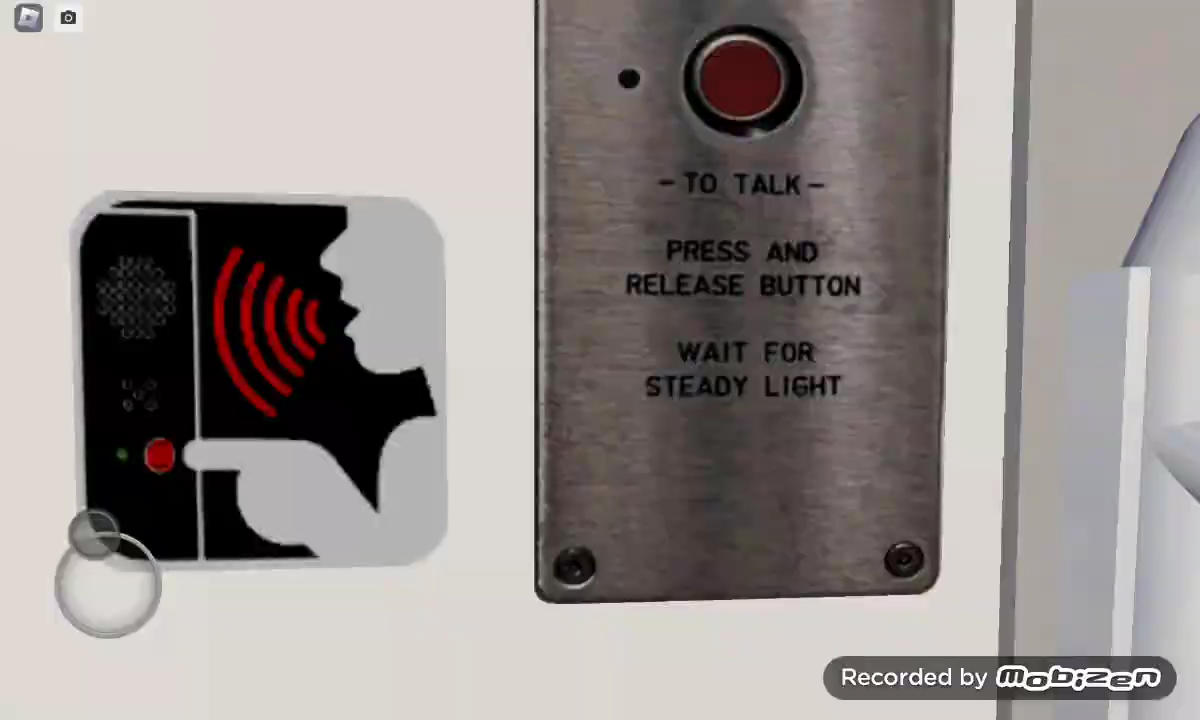 - TO TALK -
PRESS AND
RELEASE BUTTON
WAIT FOR
STEADY LIGHT
Recorded by mobizen